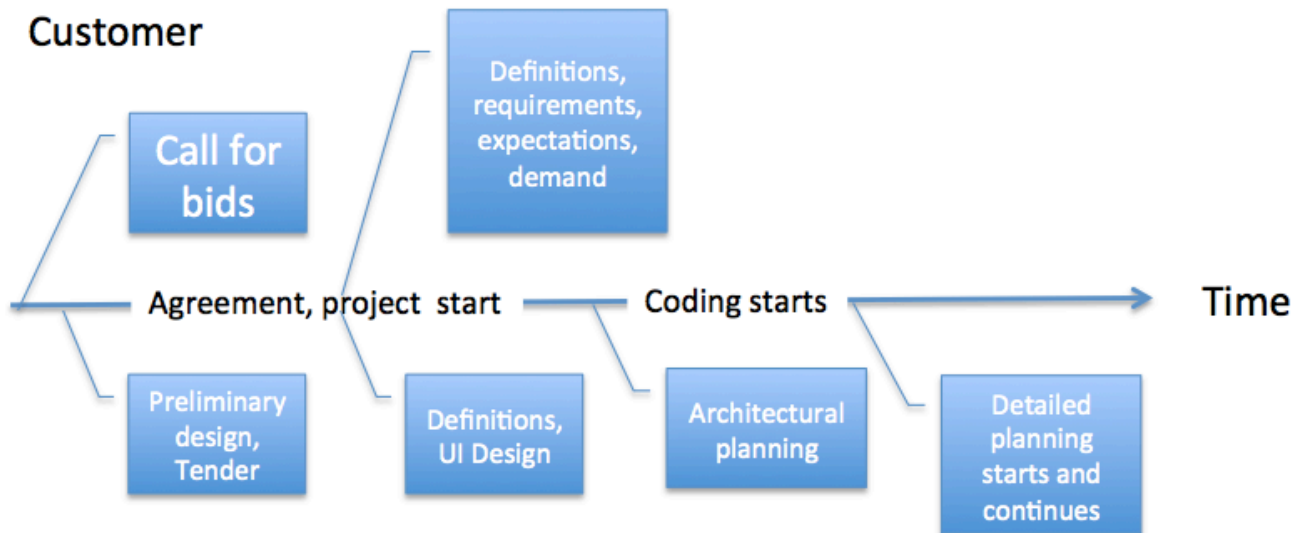 Customer
Definitions,
requirements,
expectations,
demand
Call for
bids
Agreement, project start
Coding starts
Time
Preliminary
design,
Tender
Definitions,
UI Design
Architectural
planning
Detailed
planning
starts and
continues